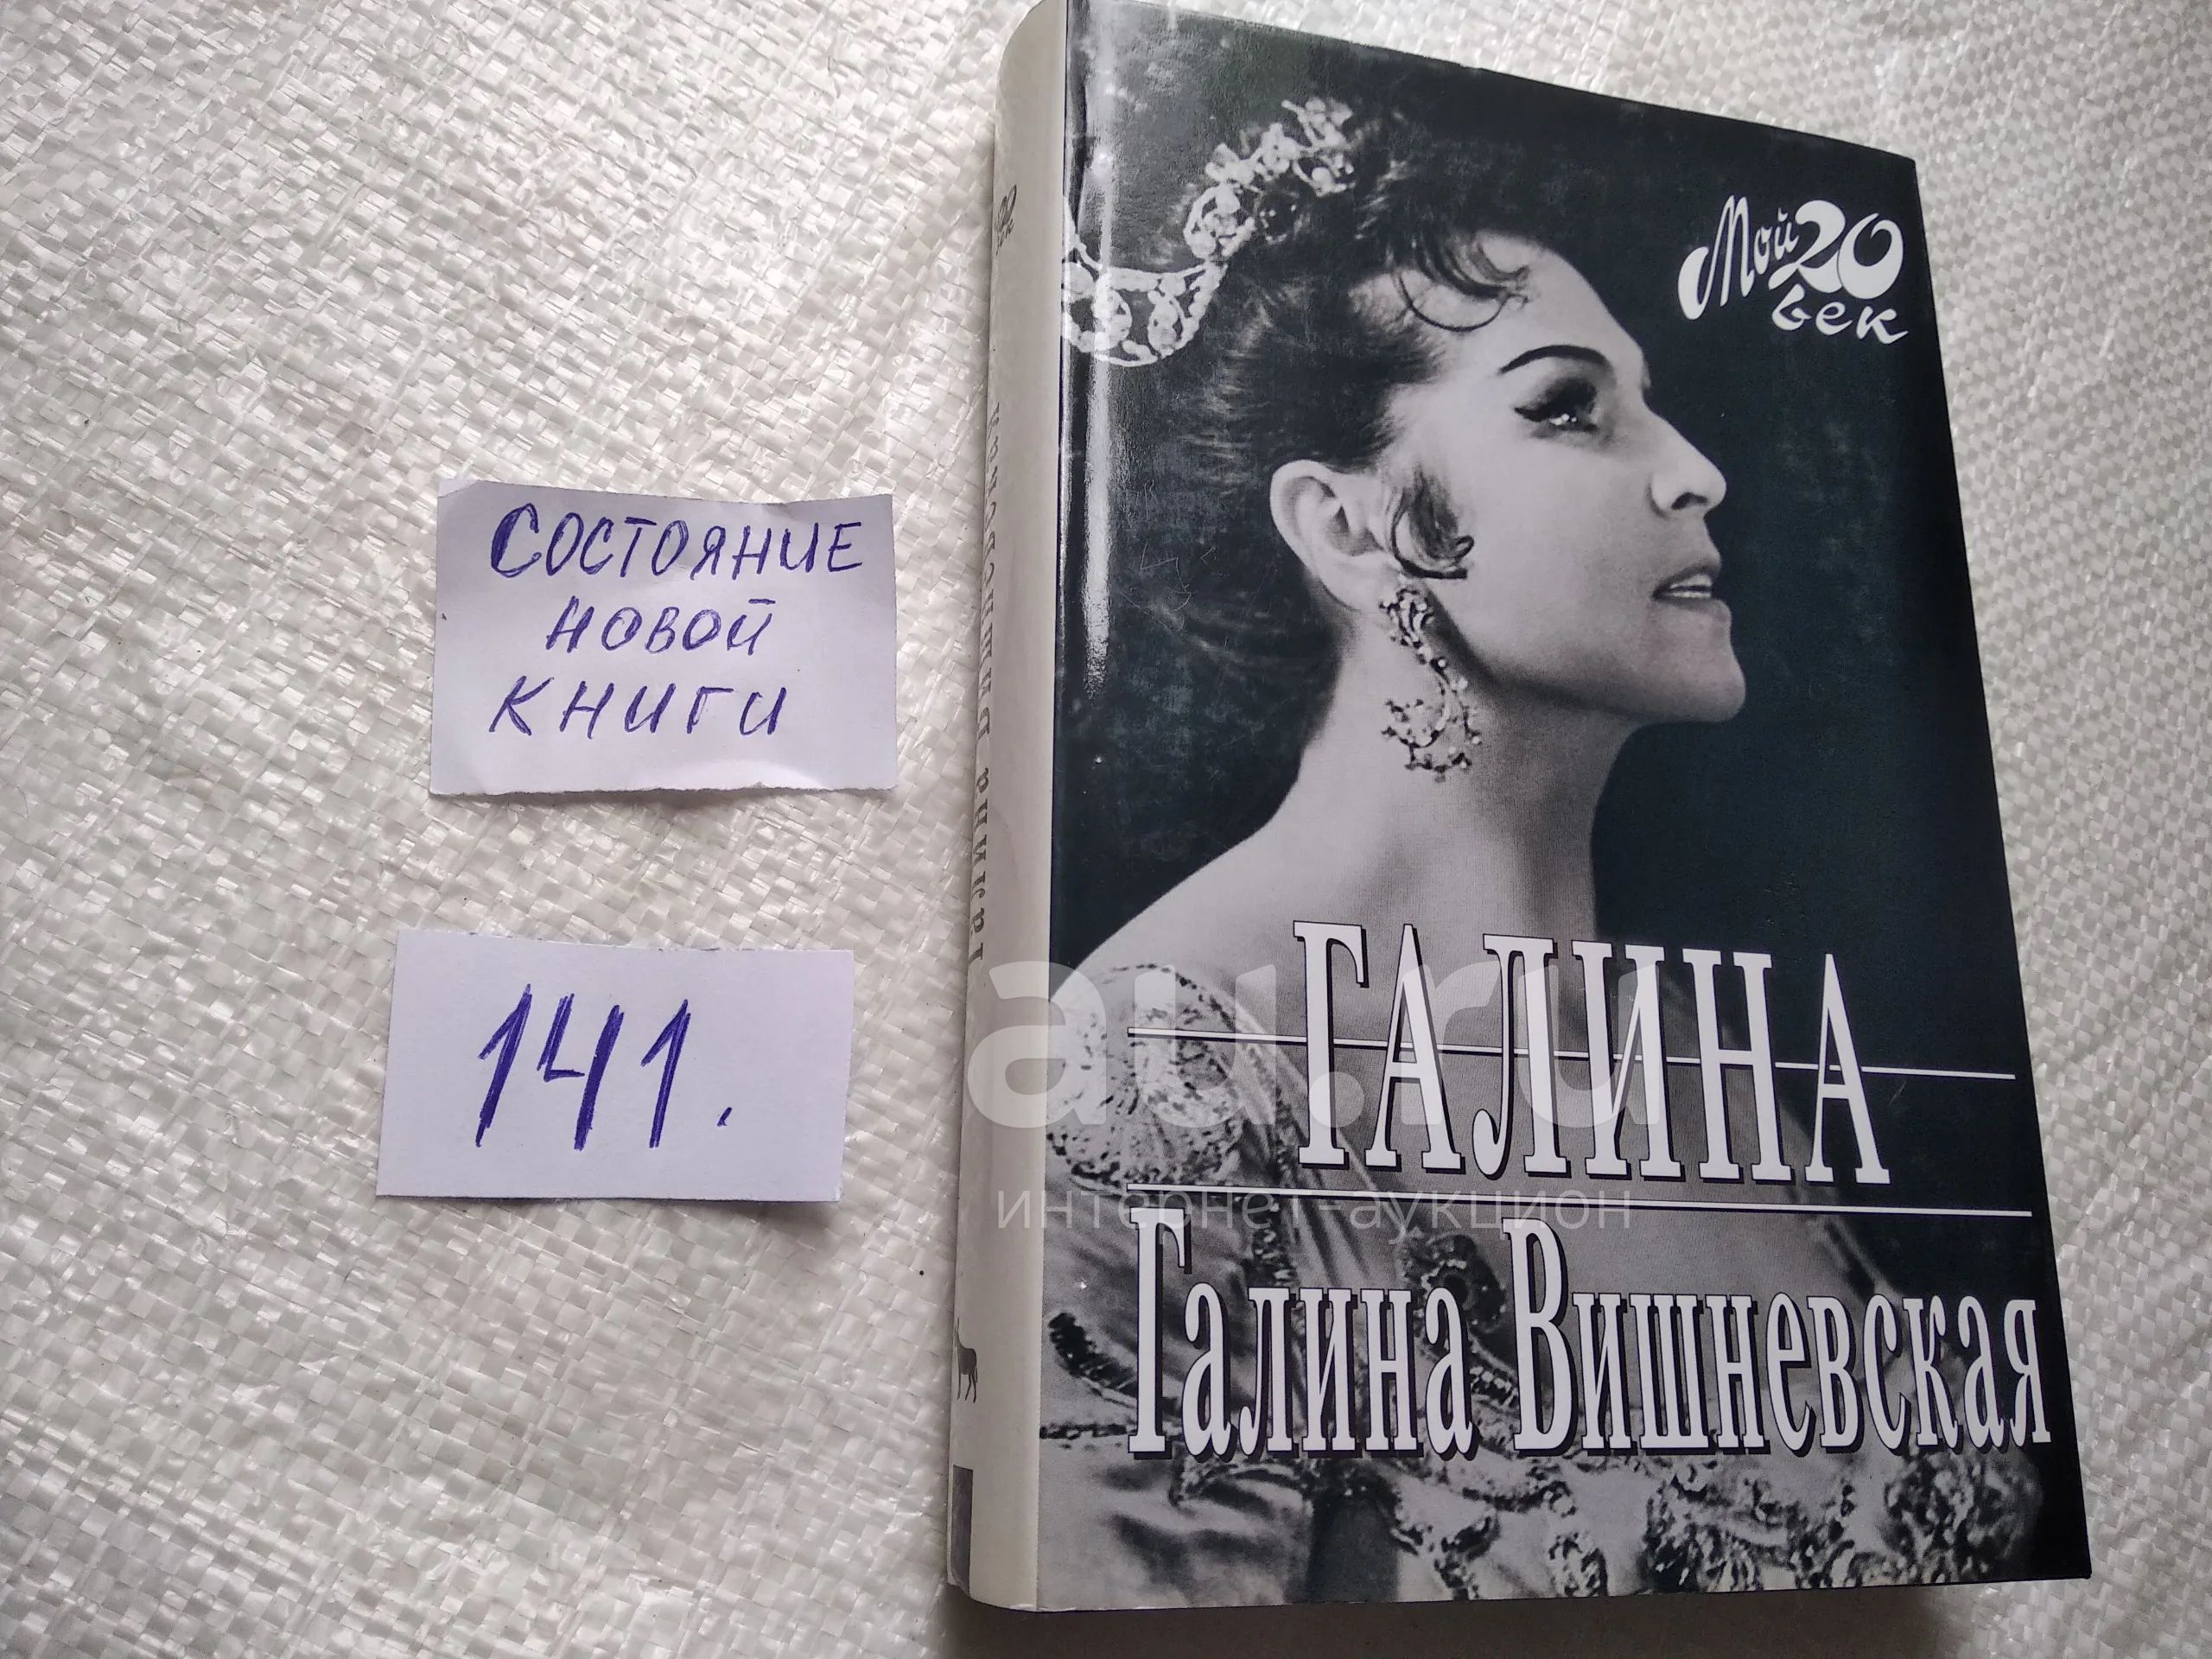 СОСТОЯНИЕ
НОВОЙ
КНИГИ
141.
Мой 20
век
ГАЛИНА
Галина Вишневская
au.ru
интернет-аукцион